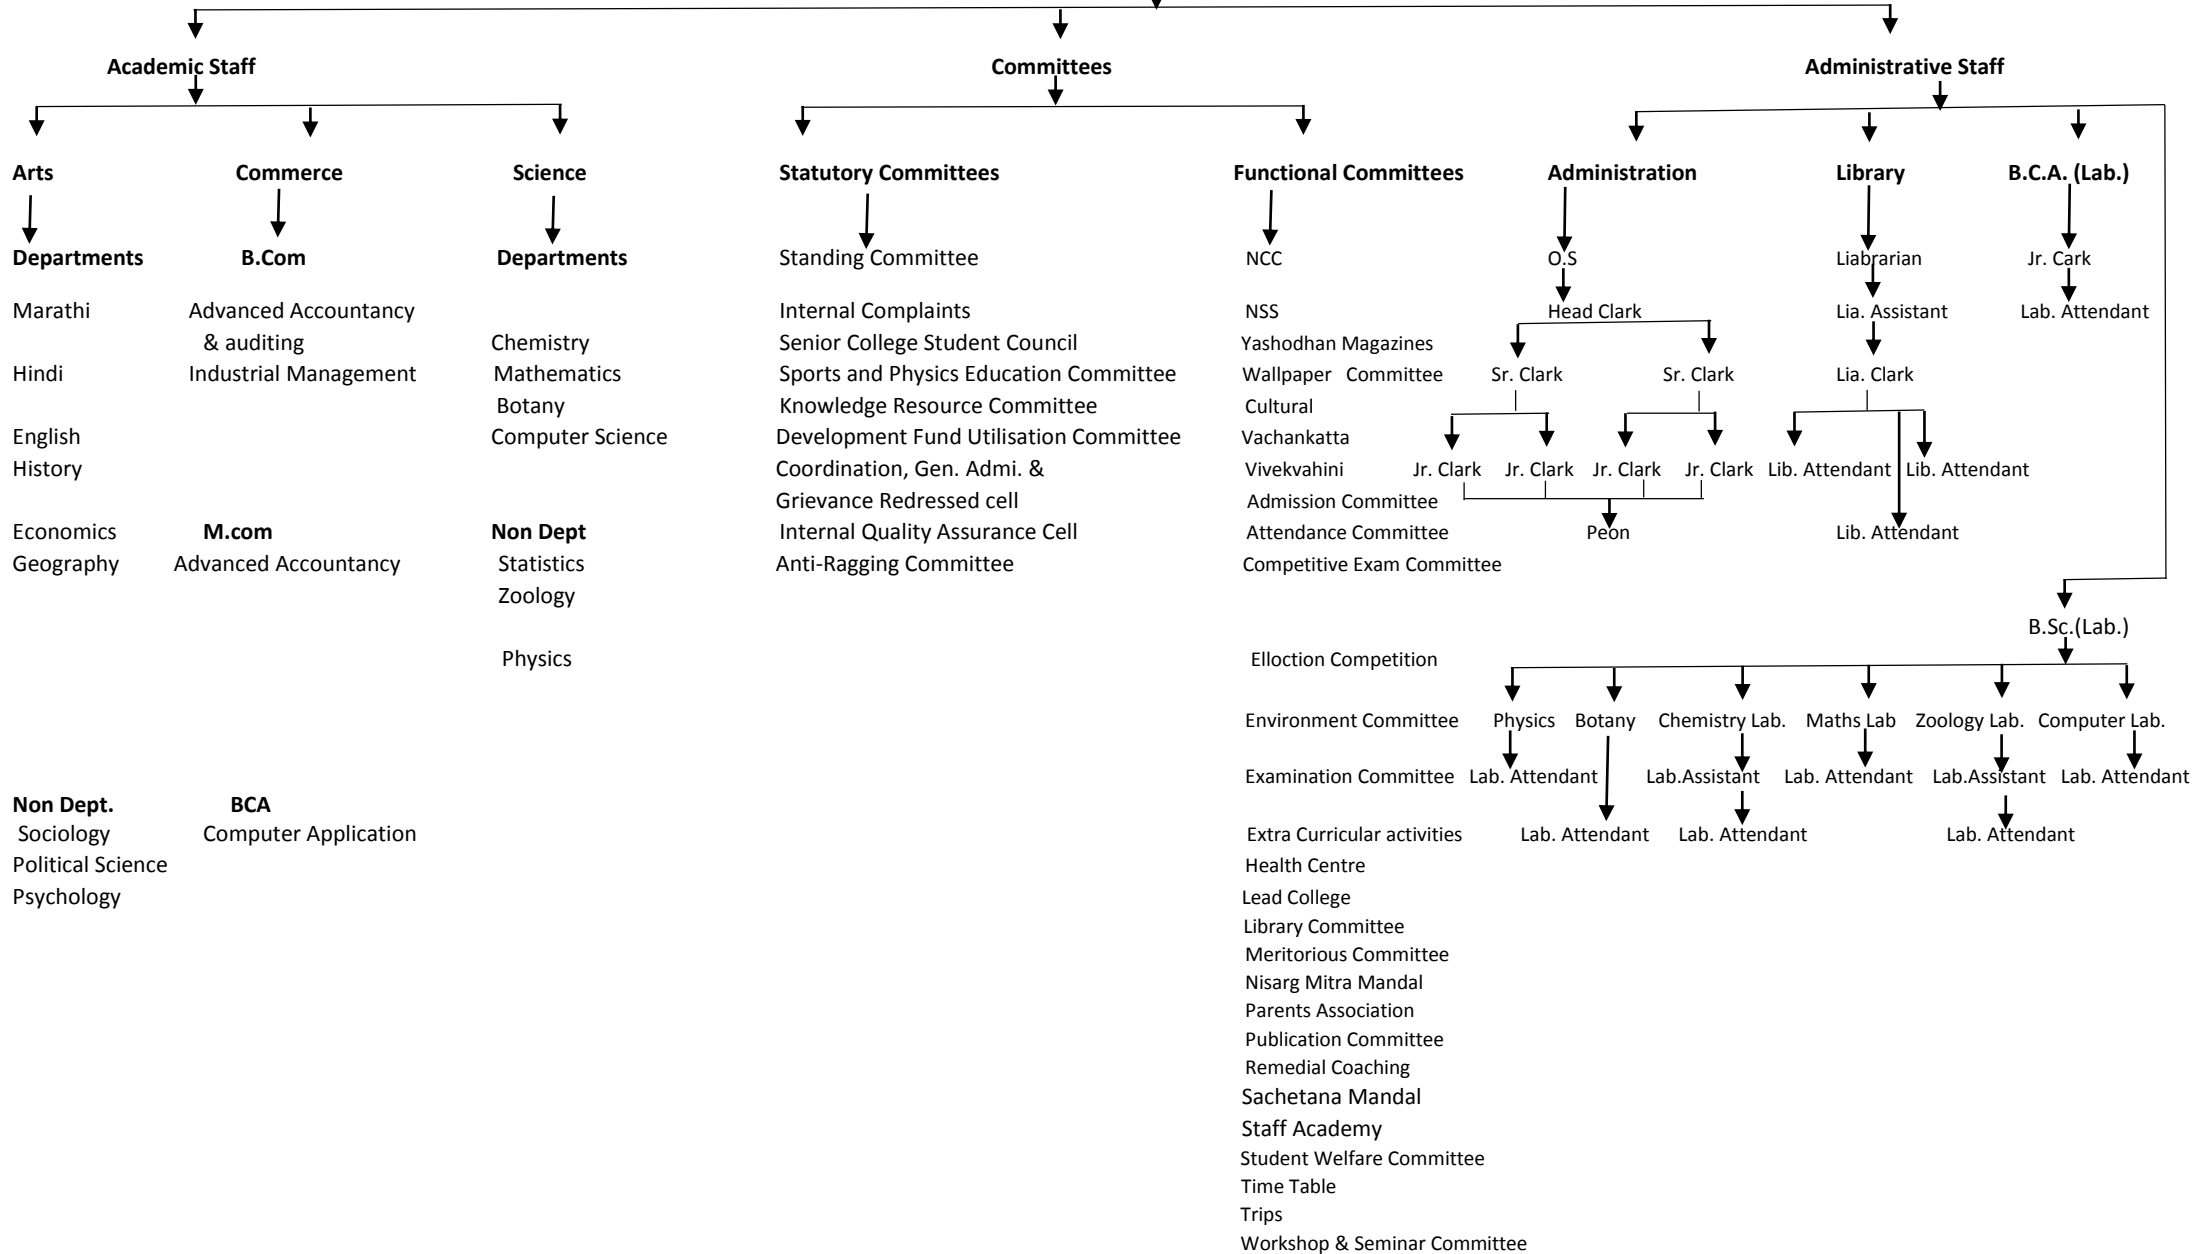 Academic Staff Committees Administrative Staff
Arts Commerce Science Statutory Committees Functional Committees Administration Library B.C.A. (Lab.)
Departments B.Com Departments Standing Committee NCC O.S Liabrarian Jr. Cark
Marathi Advanced Accountancy Internal Complaints NSS Head Clark Lia. Assistant Lab. Attendant
& auditing Chemistry Senior College Student Council Yashodhan Magazines
Hindi Industrial Management Mathematics Sports and Physics Education Committee Wallpaper Committee Sr. Clark Sr. Clark Lia. Clark
Botany Knowledge Resource Committee Cultural
English Computer Science Development Fund Utilisation Committee Vachankatta
History Coordination, Gen. Admi. & Vivekvahini Jr. Clark Jr. Clark Jr. Clark Jr. Clark Lib. Attendant Lib. Attendant
Grievance Redressed cell Admission Committee
Economics M.com Non Dept Internal Quality Assurance Cell Attendance Committee Peon Lib. Attendant
Geography Advanced Accountancy Statistics Anti-Ragging Committee Competitive Exam Committee
Zoology
B.Sc.(Lab.)
Physics Elloction Competition
Environment Committee Physics Botany Chemistry Lab. Maths Lab Zoology Lab. Computer Lab.
Examination Committee Lab. Attendant Lab.Assistant Lab. Attendant Lab.Assistant Lab. Attendant
Non Dept. BCA
Sociology Computer Application Extra Curricular activities Lab. Attendant Lab. Attendant Lab. Attendant
Political Science Health Centre
Psychology Lead College
Library Committee
Meritorious Committee
Nisarg Mitra Mandal
Parents Association
Publication Committee
Remedial Coaching
Sachetana Mandal
Staff Academy
Student Welfare Committee
Time Table
Trips
Workshop & Seminar Committee